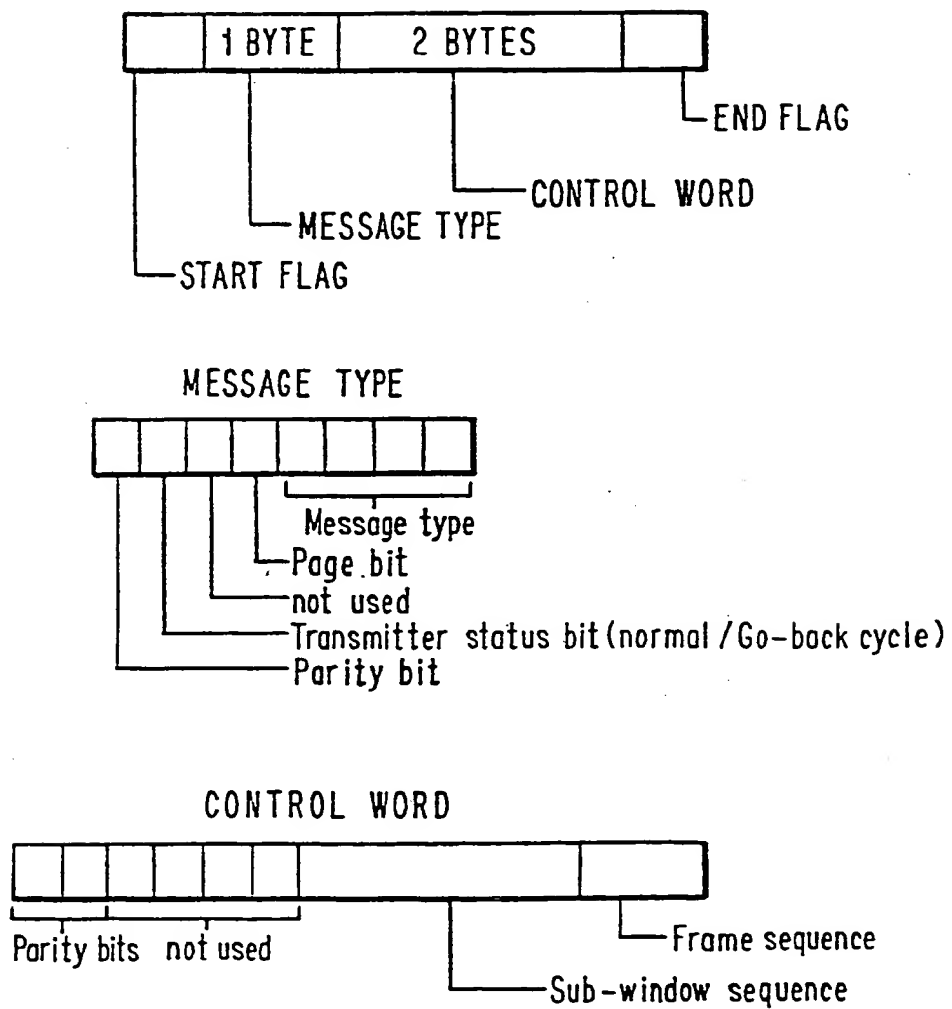 1 BYTE 2 BYTES
END FLAG
CONTROL WORD
MESSAGE TYPE
START FLAG
MESSAGE TYPE
Message type
Page bit
not used
Transmitter status bit (normal / Go-back cycle)
Parity bit
CONTROL WORD
Parity bits not used
Frame sequence
Sub-window sequence